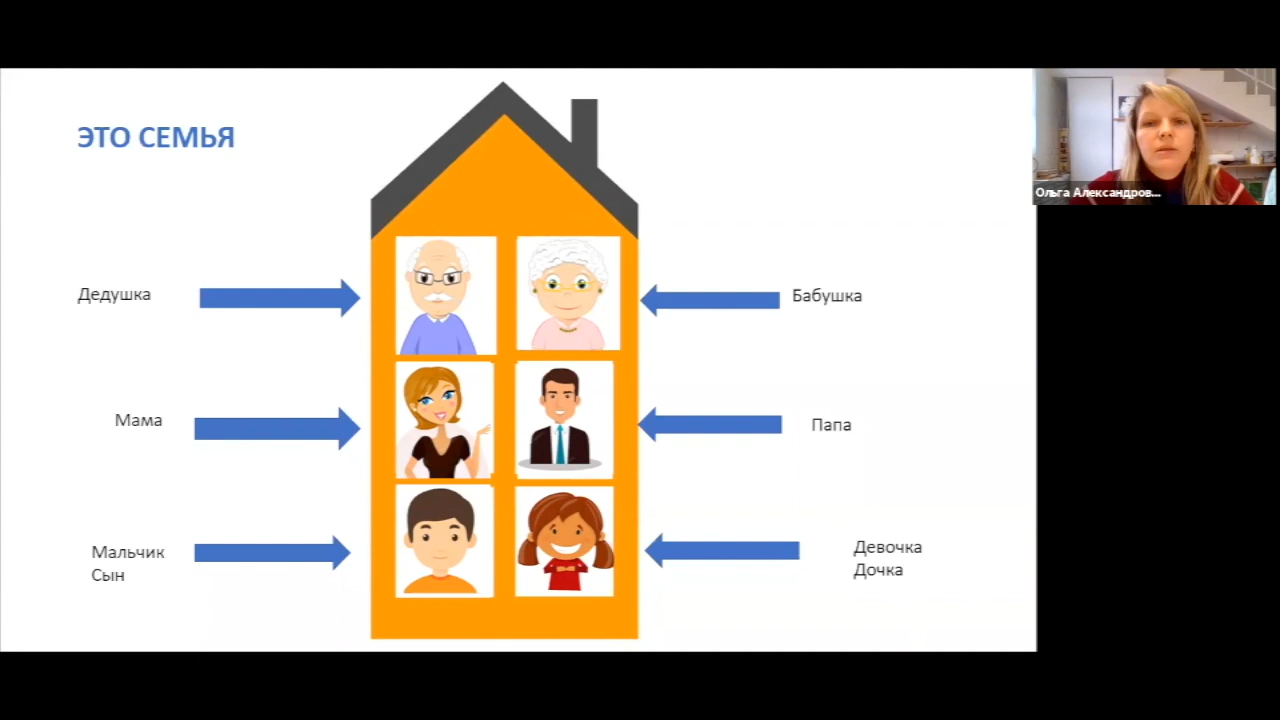 ЭТО СЕМЬЯ
Ольга Александров...
Дедушка
Бабушка
Мама
Папа
Мальчик
Сын
Девочка
Дочка